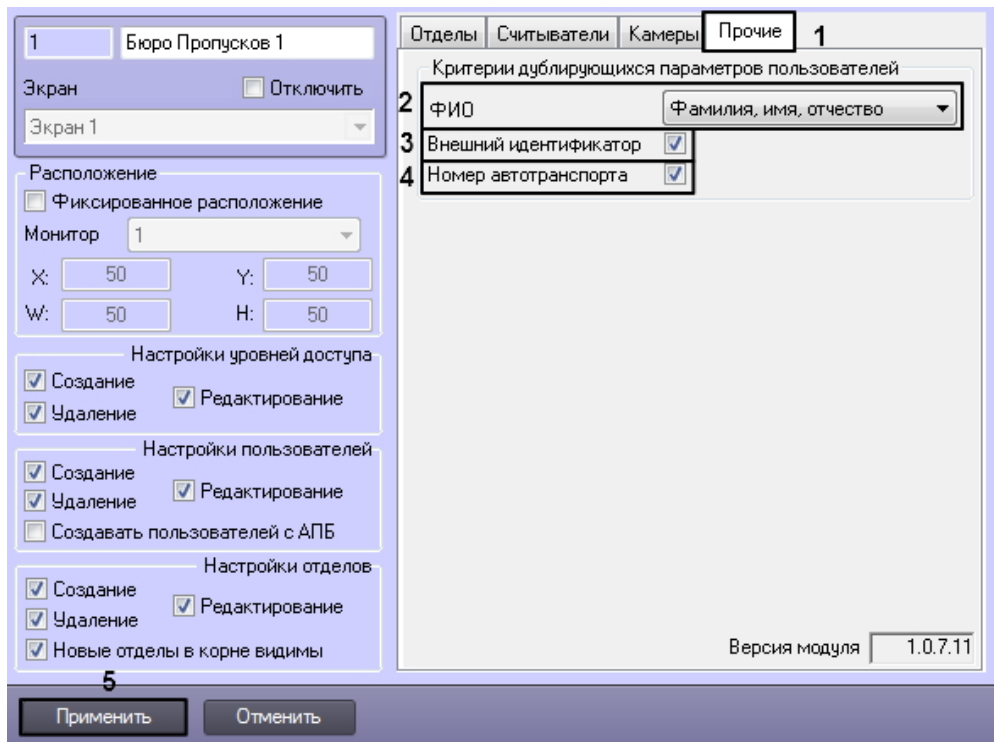 1 Бюро Пропусков 1
Экран Отключить
Экран 1
Расположение
Фиксированное расположение
Монитор 1
X: 50 Y: 50
W: 50 H: 50
Настройки уровней доступа
Создание
Редактирование
Удаление
Настройки пользователей
Создание
Редактирование
Удаление
Создавать пользователей с АПБ
Настройки отделов
Создание
Редактирование
Удаление
Новые отделы в корне видимы
Отделы Считыватели Камеры Прочие 1
Критерии дублирующихся параметров пользователей
2 ФИО Фамилия, имя, отчество
3 Внешний идентификатор
4 Номер автотранспорта
Версия модуля 1.0.7.11
5
Применить Отменить